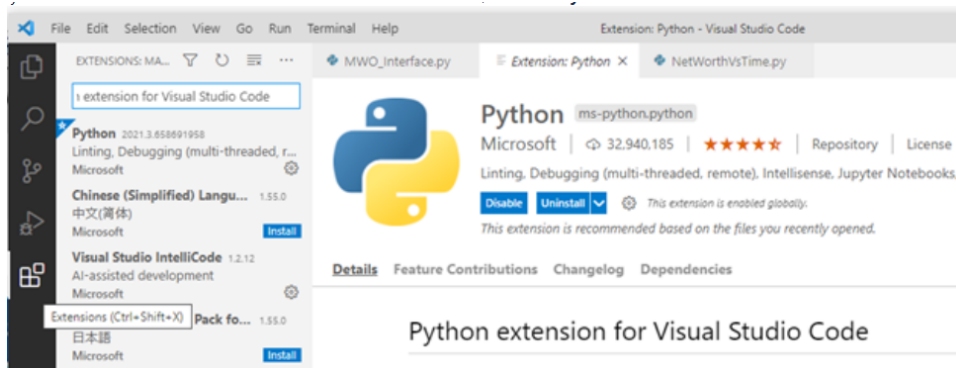 File Edit Selection View Go Run Terminal Help Extension: Python - Visual Studio Code
EXTENSIONS: MA...
extension for Visual Studio Code
Python 2021.3.658691958
Linting, Debugging (multi-threaded, r...
Microsoft
Chinese (Simplified) Langu... 1.55.0
中文(简体)
Microsoft Install
Visual Studio IntelliCode 1.2.12
AI-assisted development
Microsoft
Extensions (Ctrl+Shift+X) Pack fo... 1.55.0
日本語
Microsoft Install
MWO_Interface.py Extension: Python NetWorthVsTime.py
Python ms-python.python
Microsoft 32,940,185 Repository License
Linting, Debugging (multi-threaded, remote), Intellisense, Jupyter Notebooks,
Disable Uninstall This extension is enabled globally.
This extension is recommended based on the files you recently opened.
Details Feature Contributions Changelog Dependencies
Python extension for Visual Studio Code